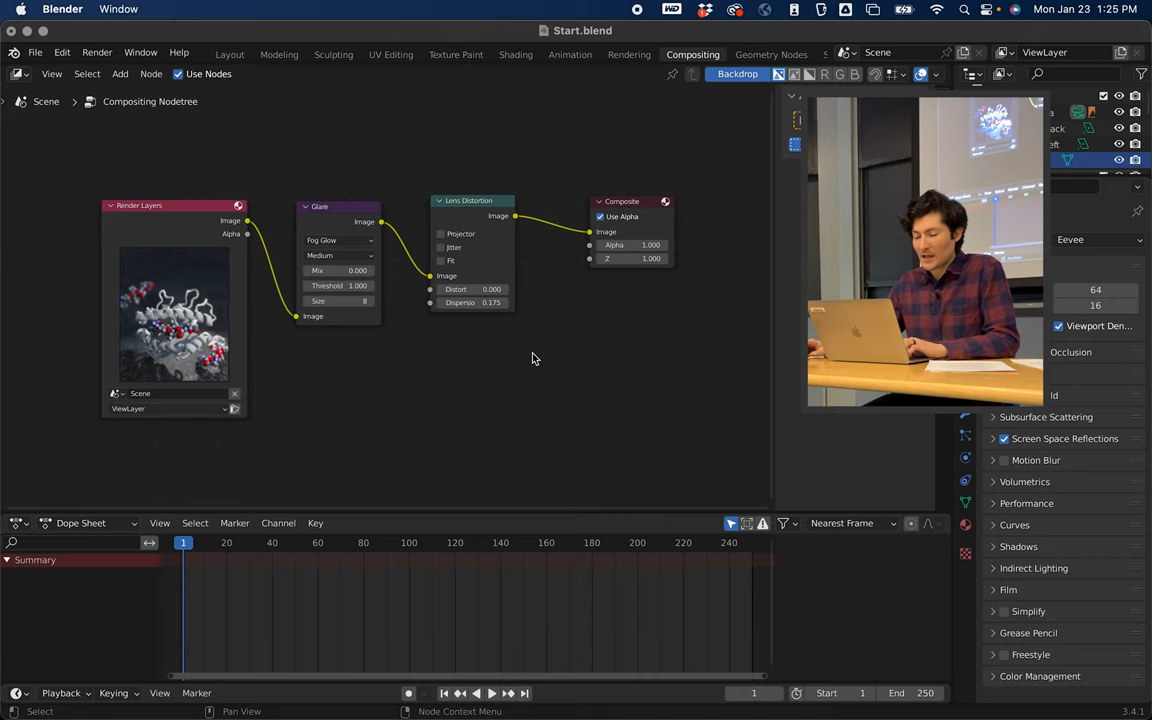 Blender Window Mon Jan 23 1:25 PM
Start.blend
File Edit Render Window Help Layout Modeling Sculpting UV Editing Texture Paint Shading Animation Rendering Compositing Geometry Nodes S Scene ViewLayer
View Select Add Node Use Nodes Backdrop R G B
Scene > Compositing Nodetree
Render Layers
Image
Alpha
Scene
ViewLayer
Glare
Image
Fog Glow
Medium
Mix 0.000
Threshold 1.000
Size 8
Image
Lens Distortion
Image
Projector
Jitter
Fit
Image
Distort 0.000
Dispersio 0.175
Composite
Use Alpha
Image
Alpha 1.000
Z 1.000
a
ack
eft
Eevee
64
16
Viewport Den...
Occlusion
ld
Subsurface Scattering
Screen Space Reflections
Motion Blur
Volumetrics
Performance
Curves
Shadows
Indirect Lighting
Film
Simplify
Grease Pencil
Freestyle
Color Management
Dope Sheet View Select Marker Channel Key Nearest Frame
1 20 40 60 80 100 120 140 160 180 200 220 240
Summary
Playback Keying View Marker 1 Start 1 End 250
Select Pan View Node Context Menu 3.4.1